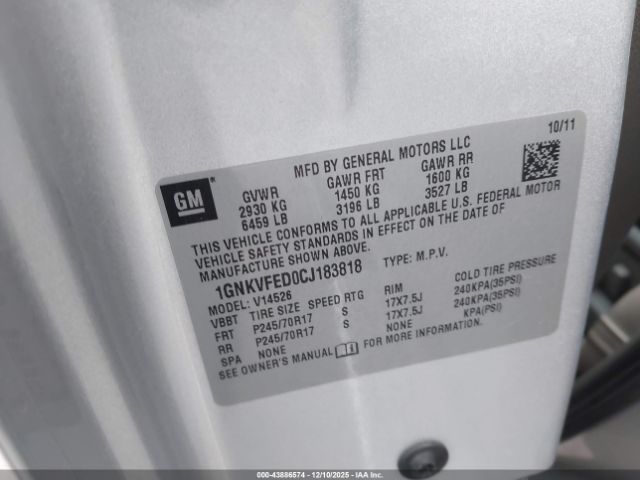 10/11
MFD BY GENERAL MOTORS LLC
GM
GVWR GAWR FRT GAWR RR
2930 KG 1450 KG 1600 KG
6459 LB 3196 LB 3527 LB
THIS VEHICLE CONFORMS TO ALL APPLICABLE U.S. FEDERAL MOTOR
VEHICLE SAFETY STANDARDS IN EFFECT ON THE DATE OF
MANUFACTURE SHOWN ABOVE.
1GNKVFED0CJ183818 TYPE: M.P.V.
MODEL: V14526
VBBT TIRE SIZE SPEED RTG RIM COLD TIRE PRESSURE
FRT P245/70R17 S 17X7.5J 240KPA(35PSI)
RR P245/70R17 S 17X7.5J 240KPA(35PSI)
SPA NONE NONE KPA(PSI)
SEE OWNER'S MANUAL FOR MORE INFORMATION.
000-43886574 12/10/2025 IAA